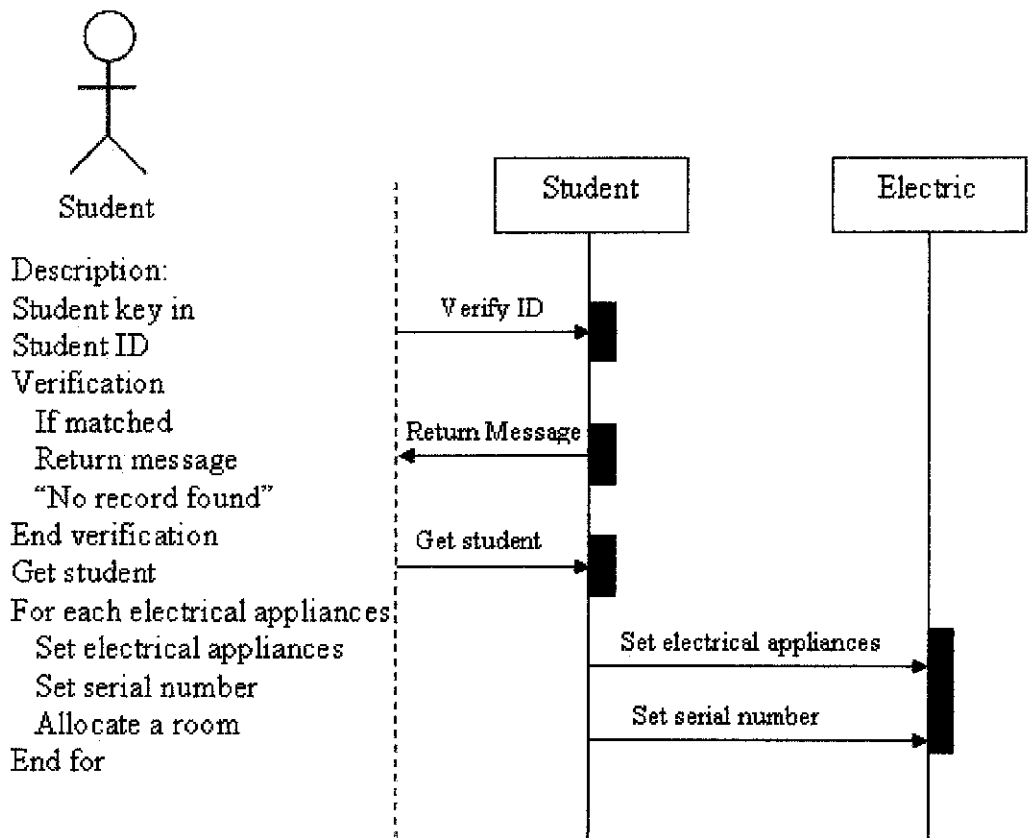 Student
Description:
Student key in
Student ID
Verification
If matched
Return message
“No record found”
End verification
Get student
For each electrical appliances
Set electrical appliances
Set serial number
Allocate a room
End for
Student
Electric
Verify ID
Return Message
Get student
Set electrical appliances
Set serial number